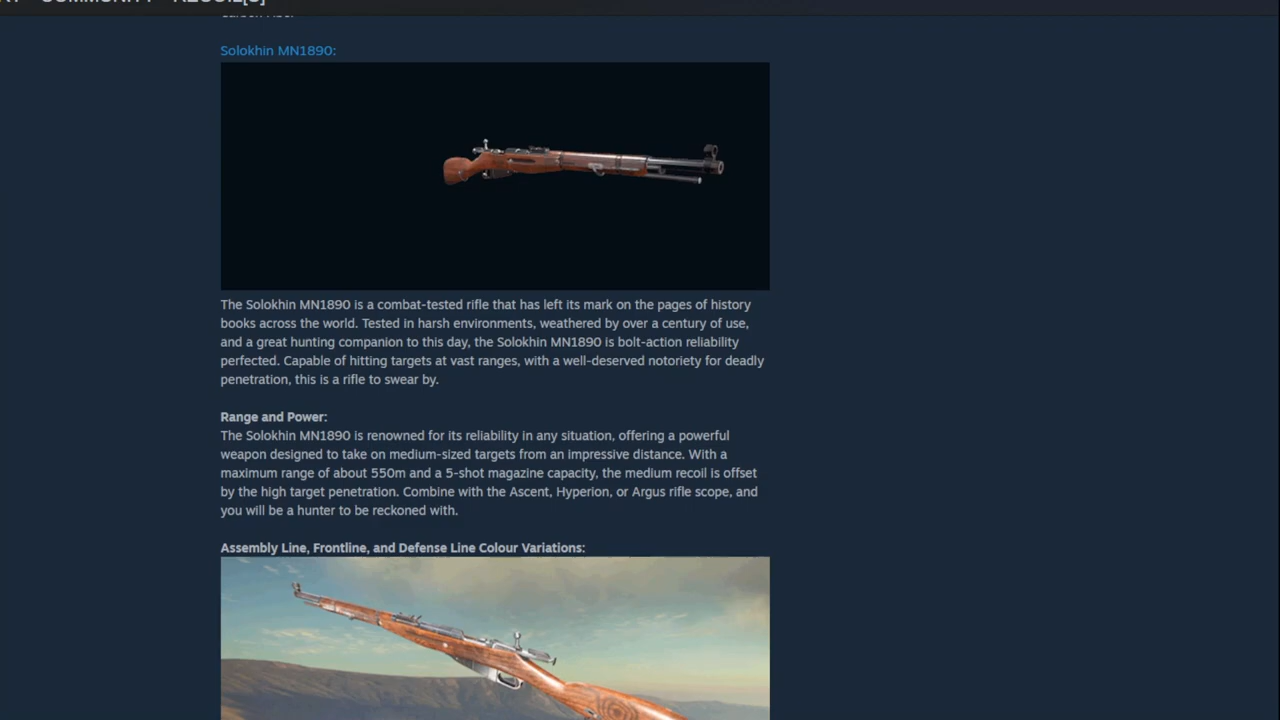 COMMUNITY
Solokhin MN1890:
The Solokhin MN1890 is a combat-tested rifle that has left its mark on the pages of history
books across the world. Tested in harsh environments, weathered by over a century of use,
and a great hunting companion to this day, the Solokhin MN1890 is bolt-action reliability
perfected. Capable of hitting targets at vast ranges, with a well-deserved notoriety for deadly
penetration, this is a rifle to swear by.
Range and Power:
The Solokhin MN1890 is renowned for its reliability in any situation, offering a powerful
weapon designed to take on medium-sized targets from an impressive distance. With a
maximum range of about 550m and a 5-shot magazine capacity, the medium recoil is offset
by the high target penetration. Combine with the Ascent, Hyperion, or Argus rifle scope, and
you will be a hunter to be reckoned with.
Assembly Line, Frontline, and Defense Line Colour Variations: